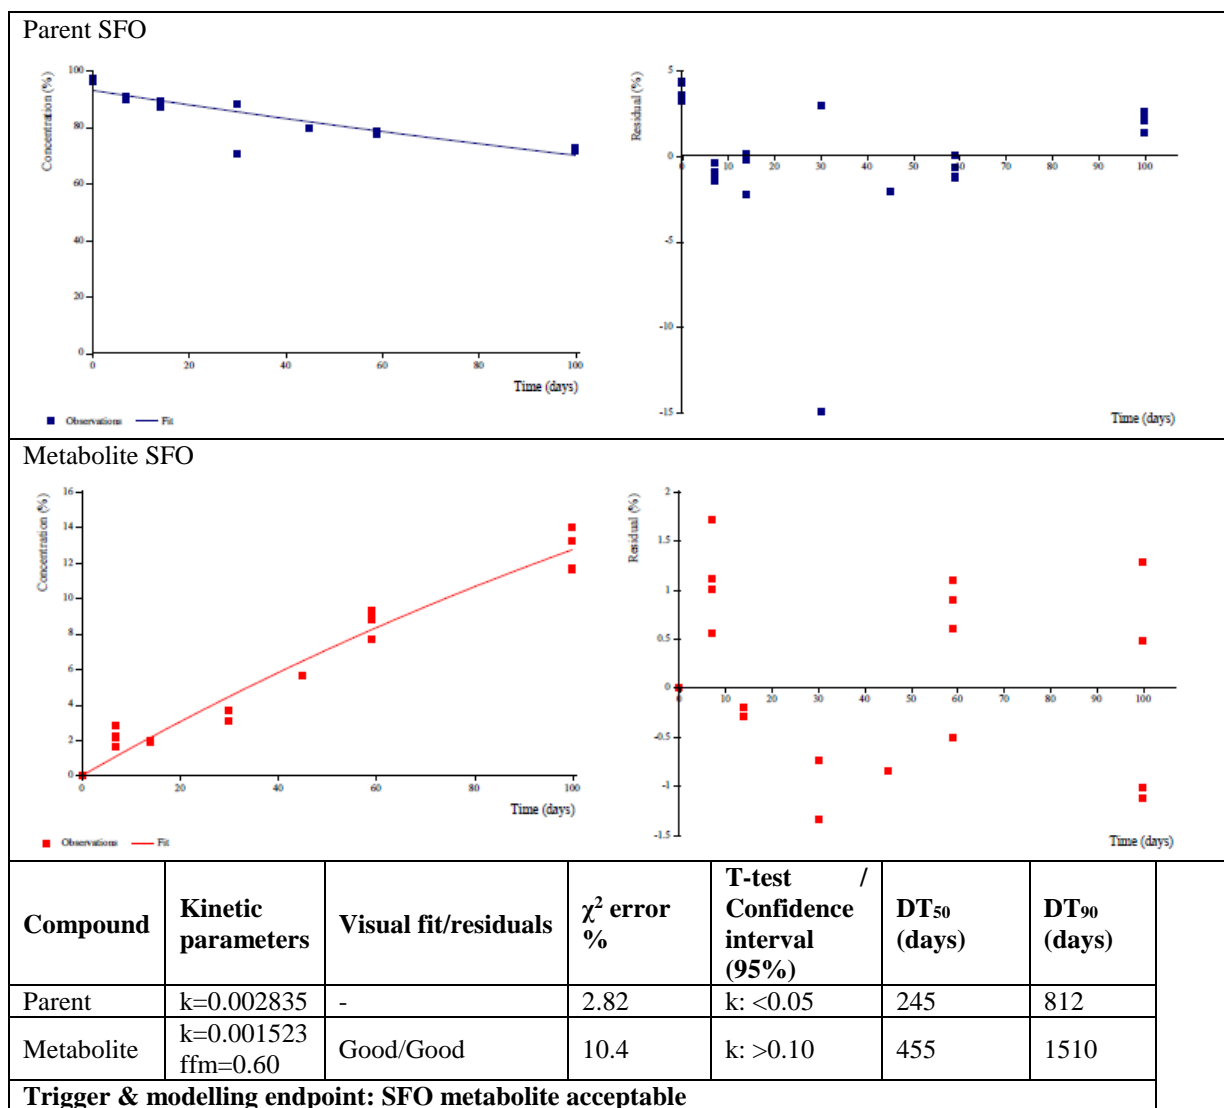 Parent SFO
Concentration (%)
100
80
60
40
20
0
0 20 40 60 80 100
Time (days)
Observations Fit
Residual (%)
5
0
-5
-10
-15
0 10 20 30 40 50 60 70 80 90 100
Time (days)
Metabolite SFO
Concentration (%)
16
14
12
10
8
6
4
2
0
0 20 40 60 80 100
Time (days)
Observations Fit
Residual (%)
2
1.5
1
0.5
0
-0.5
-1
-1.5
0 10 20 30 40 50 60 70 80 90 100
Time (days)
Compound
Kinetic
parameters
Visual fit/residuals
χ² error
%
T-test /
Confidence
interval
(95%)
DT₅₀
(days)
DT₉₀
(days)
Parent k=0.002835 - 2.82 k: <0.05 245 812
Metabolite
k=0.001523
ffm=0.60
Good/Good 10.4 k: >0.10 455 1510
Trigger & modelling endpoint: SFO metabolite acceptable